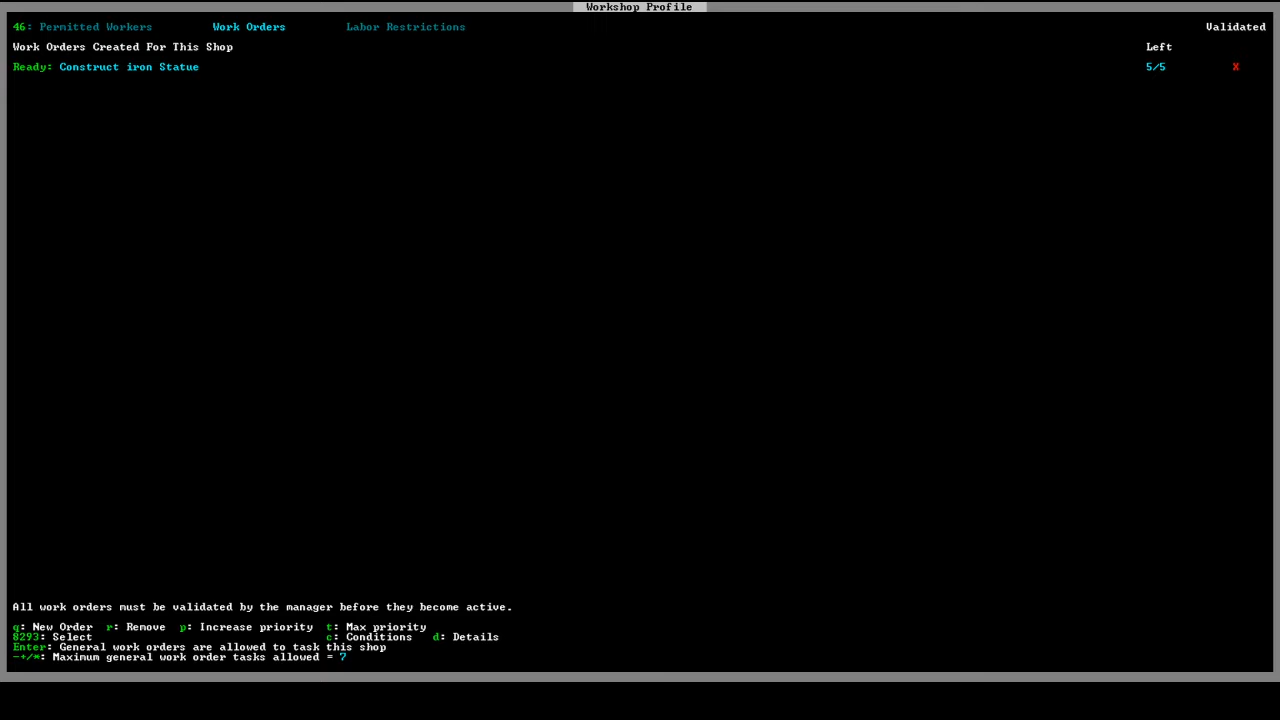 Workshop Profile
46: Permitted Workers Work Orders Labor Restrictions Validated
Work Orders Created For This Shop Left
Ready: Construct iron Statue 5/5 X
All work orders must be validated by the manager before they become active.
q: New Order r: Remove p: Increase priority t: Max priority
8293: Select c: Conditions d: Details
Enter: General work orders are allowed to task this shop
-+/*: Maximum general work order tasks allowed = 7